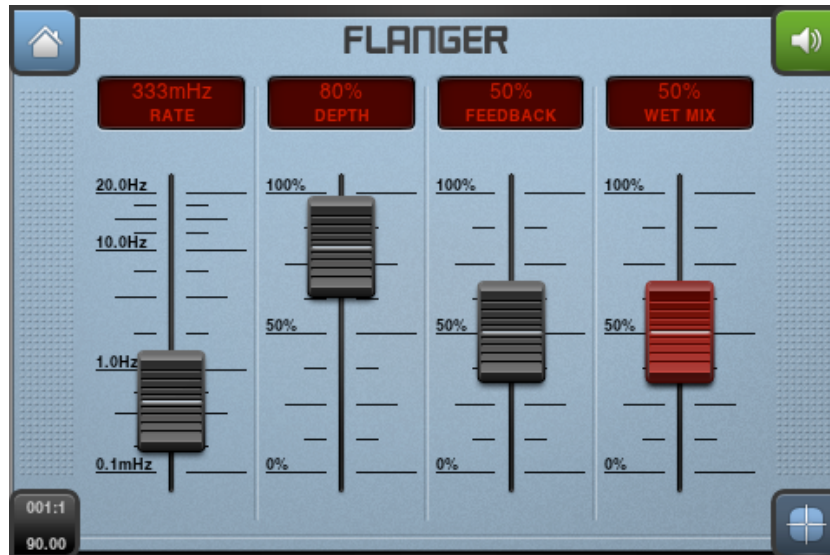 FLANGER
333mHz
RATE
80%
DEPTH
50%
FEEDBACK
50%
WET MIX
20.0Hz
10.0Hz
1.0Hz
0.1mHz
100%
50%
0%
100%
50%
0%
100%
50%
0%
001:1
90.00